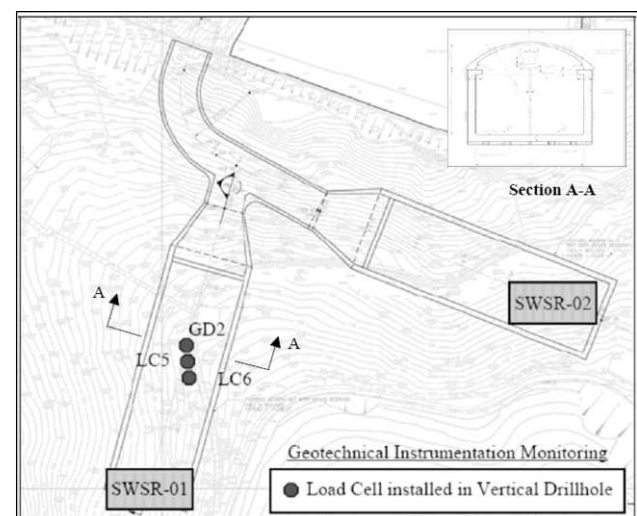 Section A-A
SWSR-02
A
GD2
A
LC5
LC6
Geotechnical Instrumentation Monitoring
SWSR-01
Load Cell installed in Vertical Drillhole